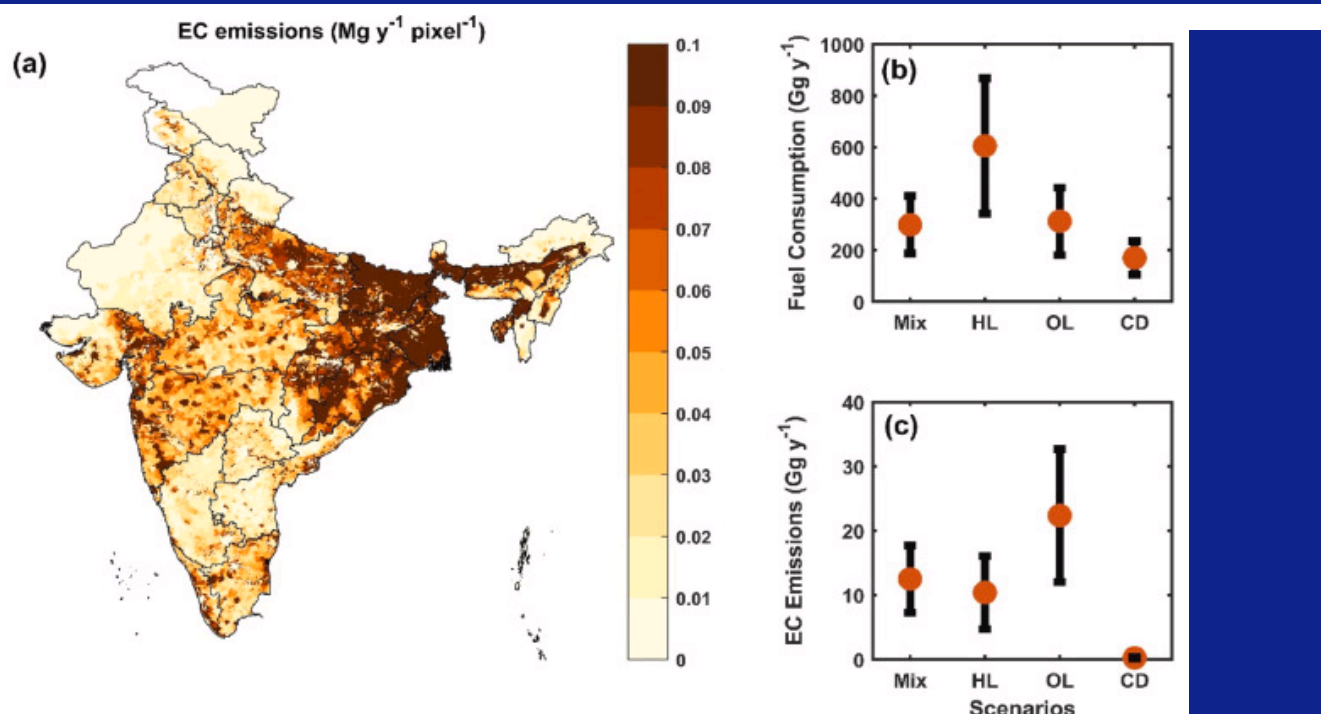 EC emissions (Mg y⁻¹ pixel⁻¹)
(a)
0.1
0.09
0.08
0.07
0.06
0.05
0.04
0.03
0.02
0.01
0
(b)
Fuel Consumption (Gg y⁻¹)
1000
800
600
400
200
0
Mix HL OL CD
(c)
EC Emissions (Gg y⁻¹)
40
30
20
10
0
Mix HL OL CD
Scenarios